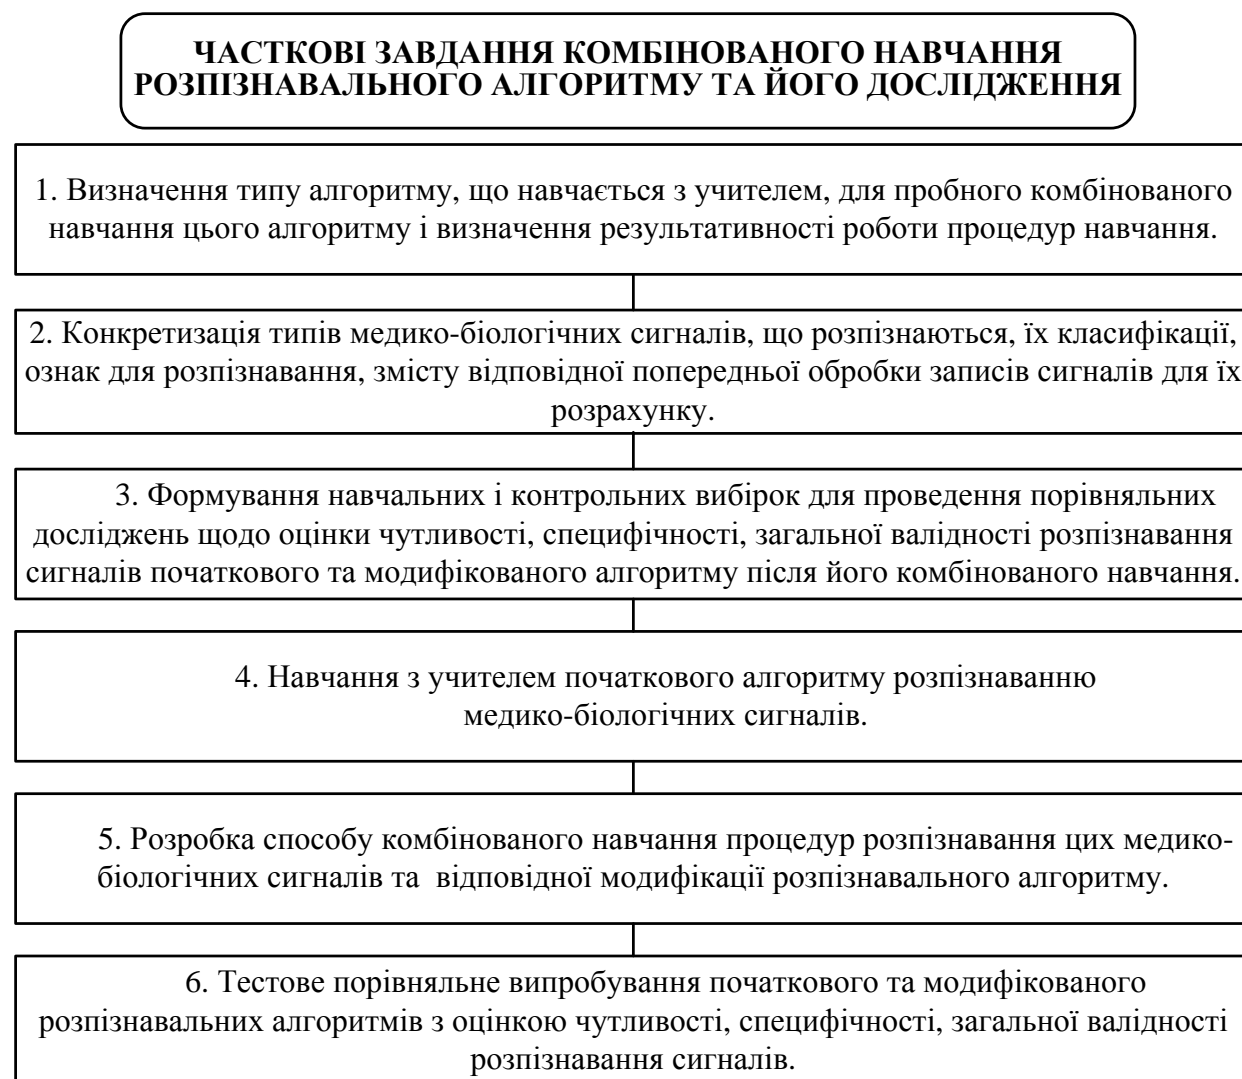 ЧАСТКОВІ ЗАВДАННЯ КОМБІНОВАНОГО НАВЧАННЯ
РОЗПІЗНАВАЛЬНОГО АЛГОРИТМУ ТА ЙОГО ДОСЛІДЖЕННЯ
1. Визначення типу алгоритму, що навчається з учителем, для пробного комбінованого
навчання цього алгоритму і визначення результативності роботи процедур навчання.
2. Конкретизація типів медико-біологічних сигналів, що розпізнаються, їх класифікації,
ознак для розпізнавання, змісту відповідної попередньої обробки записів сигналів для їх
розрахунку.
3. Формування навчальних і контрольних вибірок для проведення порівняльних
досліджень щодо оцінки чутливості, специфічності, загальної валідності розпізнавання
сигналів початкового та модифікованого алгоритму після його комбінованого навчання.
4. Навчання з учителем початкового алгоритму розпізнаванню
медико-біологічних сигналів.
5. Розробка способу комбінованого навчання процедур розпізнавання цих медико-
біологічних сигналів та відповідної модифікації розпізнавального алгоритму.
6. Тестове порівняльне випробування початкового та модифікованого
розпізнавальних алгоритмів з оцінкою чутливості, специфічності, загальної валідності
розпізнавання сигналів.